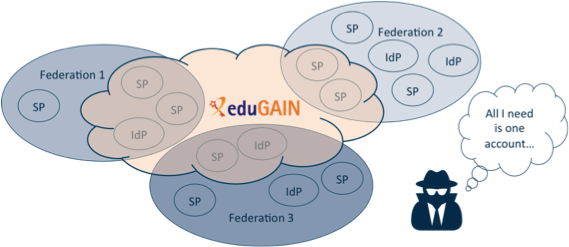 Federation 1
SP
SP
SP
IdP
eduGAIN
Federation 2
SP
IdP
IdP
SP
SP
SP
SP
IdP
SP
IdP
SP
Federation 3
All I need
is one
account...